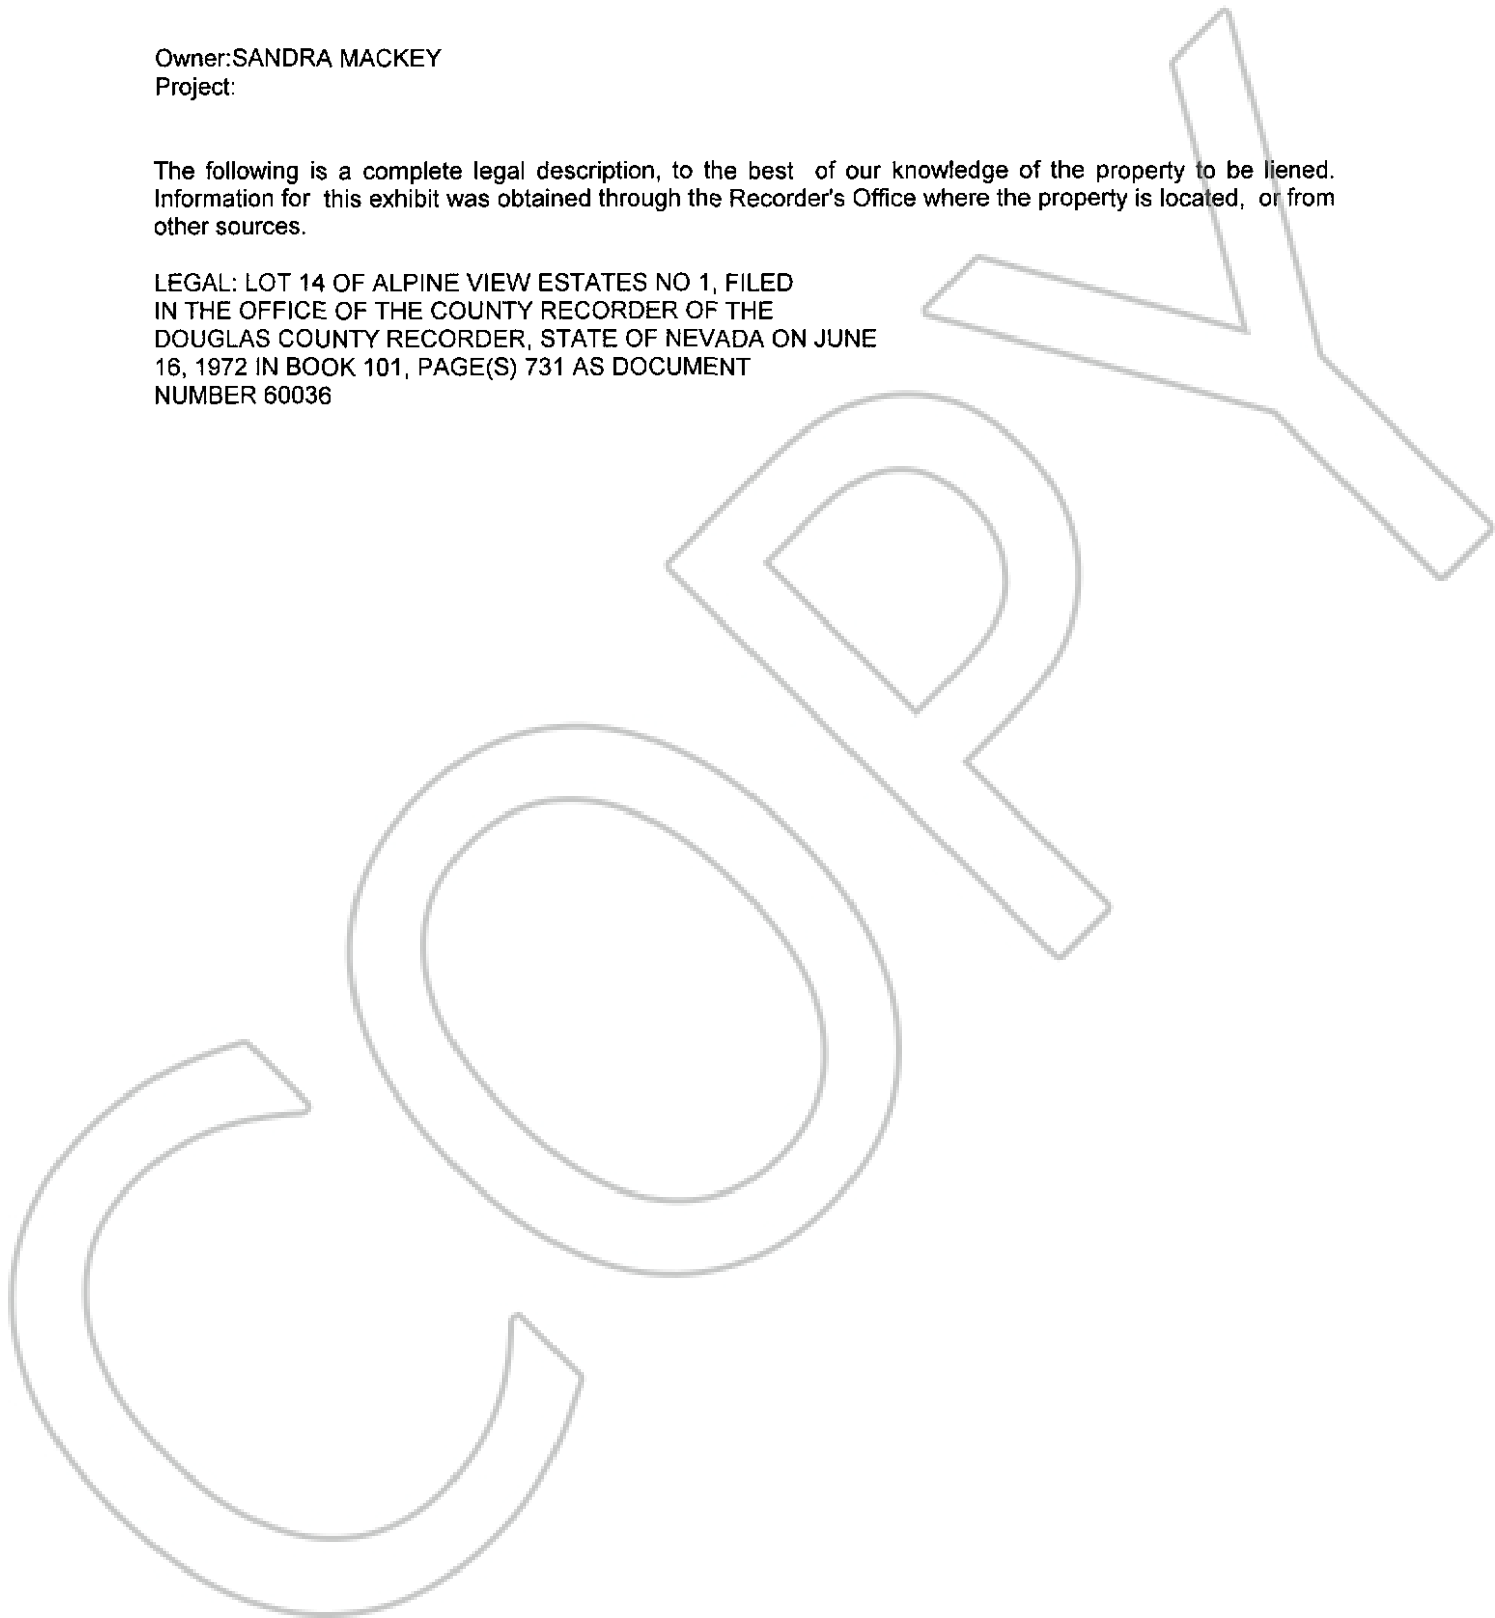 Owner:SANDRA MACKEY
Project:
The following is a complete legal description, to the best of our knowledge of the property to be liened.
Information for this exhibit was obtained through the Recorder's Office where the property is located, or from
other sources.
LEGAL: LOT 14 OF ALPINE VIEW ESTATES NO 1, FILED
IN THE OFFICE OF THE COUNTY RECORDER OF THE
DOUGLAS COUNTY RECORDER, STATE OF NEVADA ON JUNE
16, 1972 IN BOOK 101, PAGE(S) 731 AS DOCUMENT
NUMBER 60036
COPY